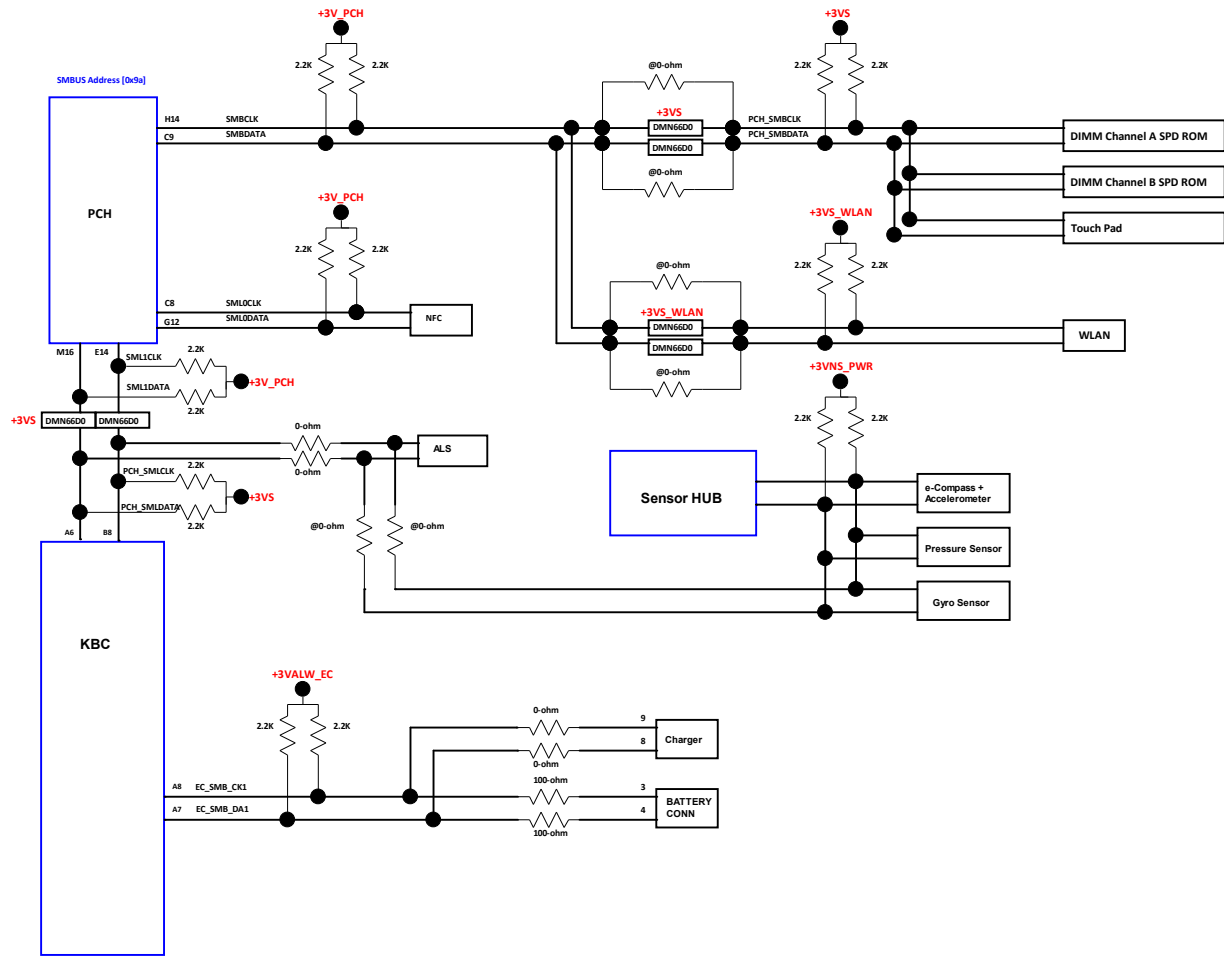 +3V_PCH
+3VS
2.2K
2.2K
@0-ohm
2.2K
2.2K
SMBUS Address [0x9a]
+3VS
H14
SMBCLK
DMN66D0
PCH_SMBCLK
C9
SMBDATA
DMN66D0
PCH_SMBDATA
DIMM Channel A SPD ROM
@0-ohm
DIMM Channel B SPD ROM
PCH
+3V_PCH
+3VS_WLAN
Touch Pad
2.2K
2.2K
@0-ohm
2.2K
2.2K
C8
SML0CLK
+3VS_WLAN
G12
SML0DATA
NFC
DMN66D0
DMN66D0
WLAN
M16
E14
SML1CLK
2.2K
@0-ohm
+3VNS_PWR
SML1DATA
+3V_PCH
2.2K
+3VS
DMN66D0
DMN66D0
2.2K
2.2K
0-ohm
ALS
0-ohm
PCH_SMLCLK
2.2K
+3VS
PCH_SMLDATA
2.2K
Sensor HUB
e-Compass +
Accelerometer
A6
B8
@0-ohm
@0-ohm
Pressure Sensor
Gyro Sensor
KBC
+3VALW_EC
2.2K
2.2K
0-ohm
9
8
Charger
0-ohm
A8
EC_SMB_CK1
100-ohm
3
A7
EC_SMB_DA1
4
BATTERY
CONN
100-ohm